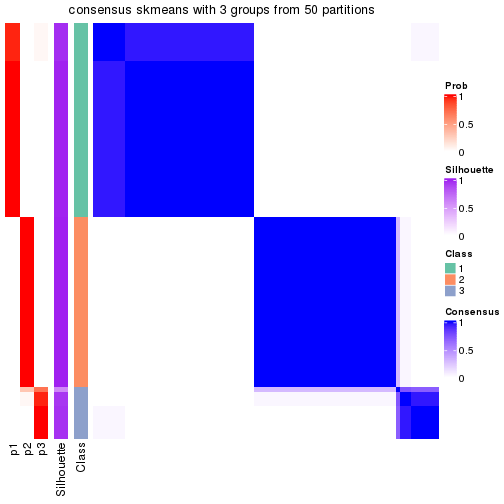 consensus skmeans with 3 groups from 50 partitions
Prob
1
0.5
0
Silhouette
1
0.5
0
Class
1
2
3
Consensus
1
0.5
0
p1
p2
p3
Silhouette
Class